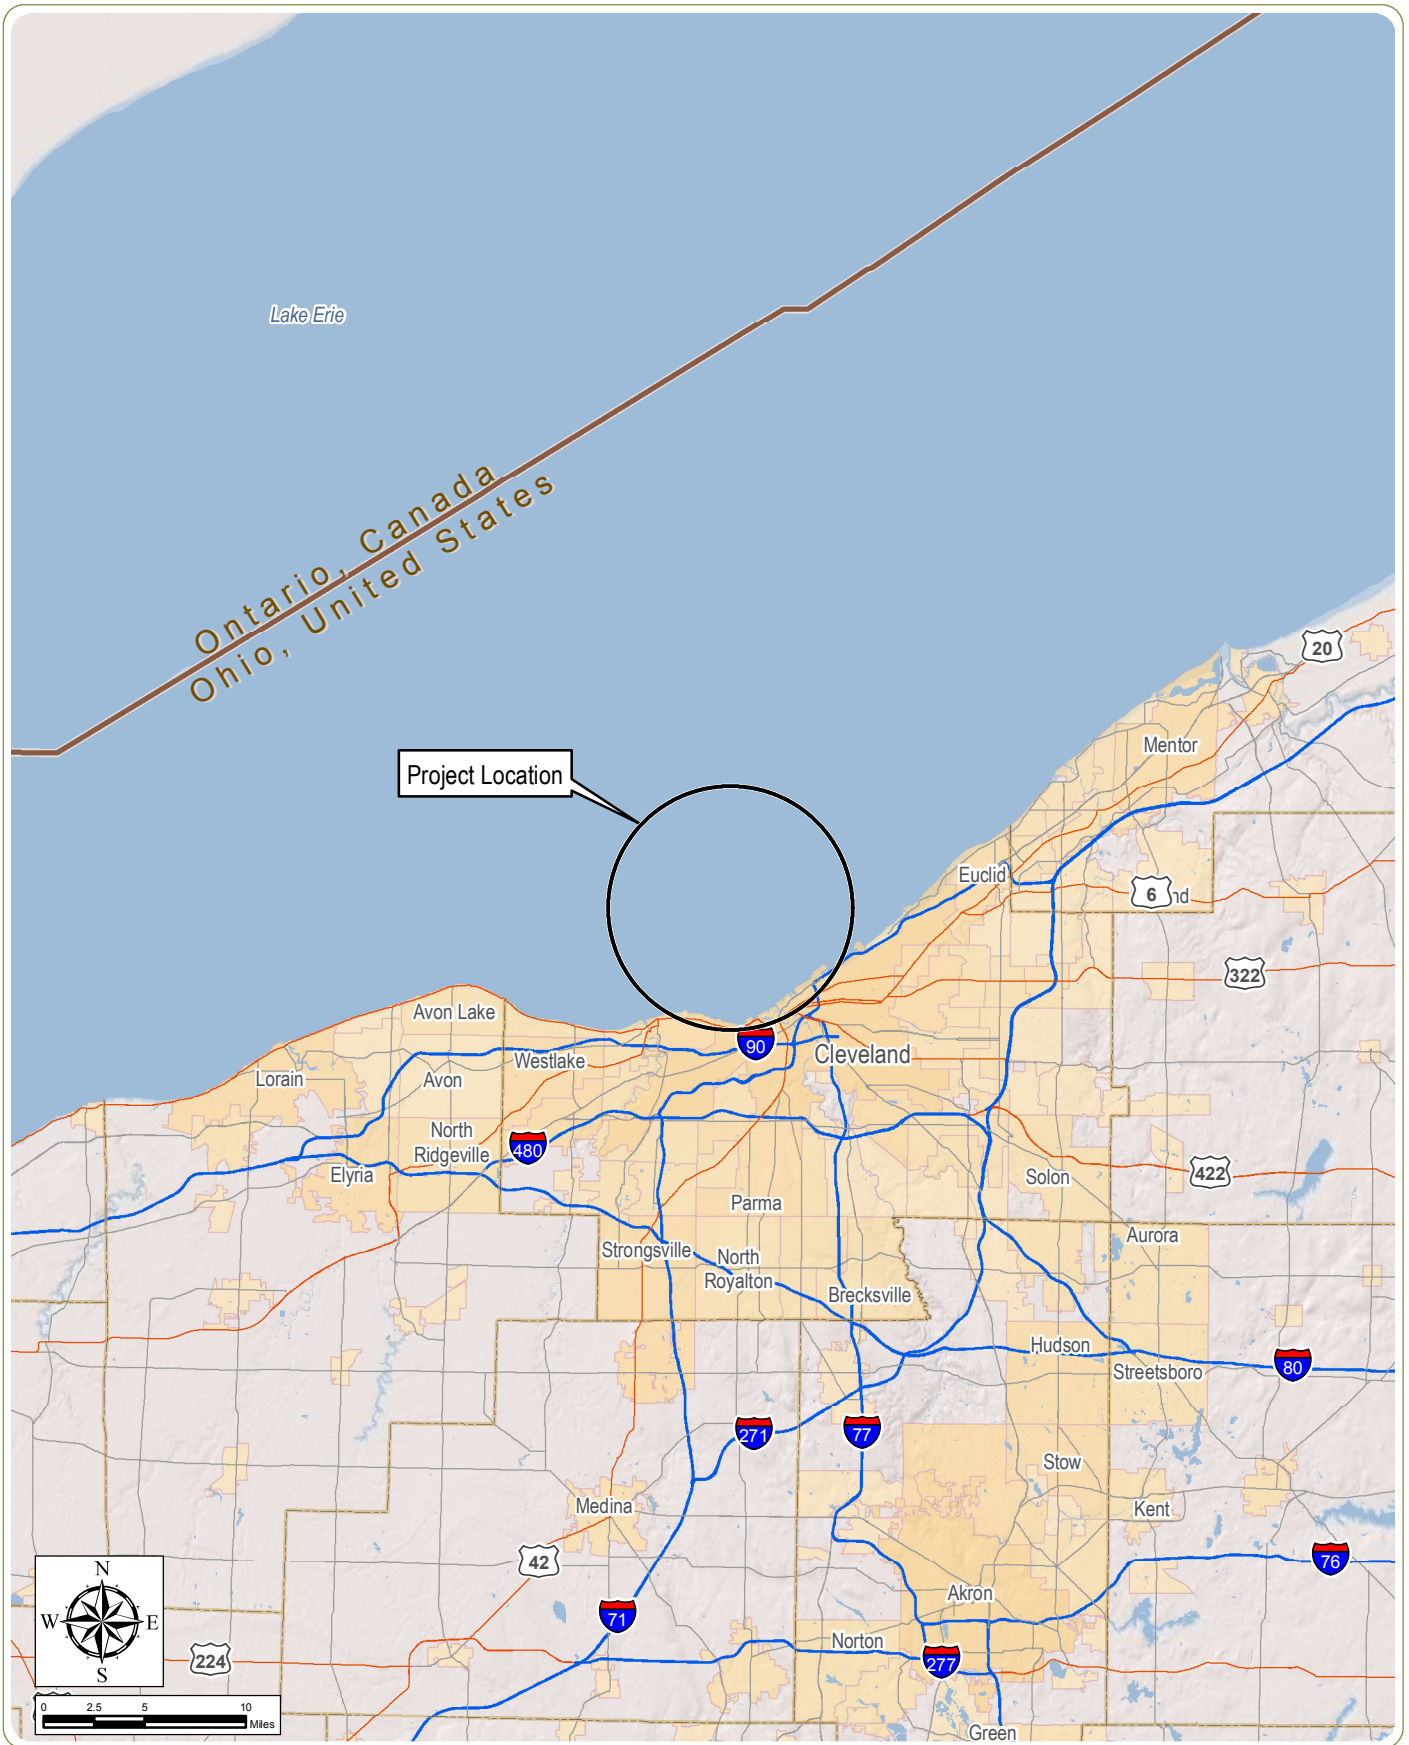 Lake Erie
Ontario, Canada
Ohio, United States
20
Mentor
Project Location
Euclid
6
nd
322
Avon Lake
90
Cleveland
Westlake
Lorain
Avon
North
Ridgeville
480
Elyria
Solon
422
Parma
Aurora
Strongsville
North
Royalton
Brecksville
Hudson
Streetsboro
80
271
77
Stow
Medina
Kent
42
76
N
W
E
S
Akron
71
Norton
224
277
0
2.5
5
10
Miles
Green